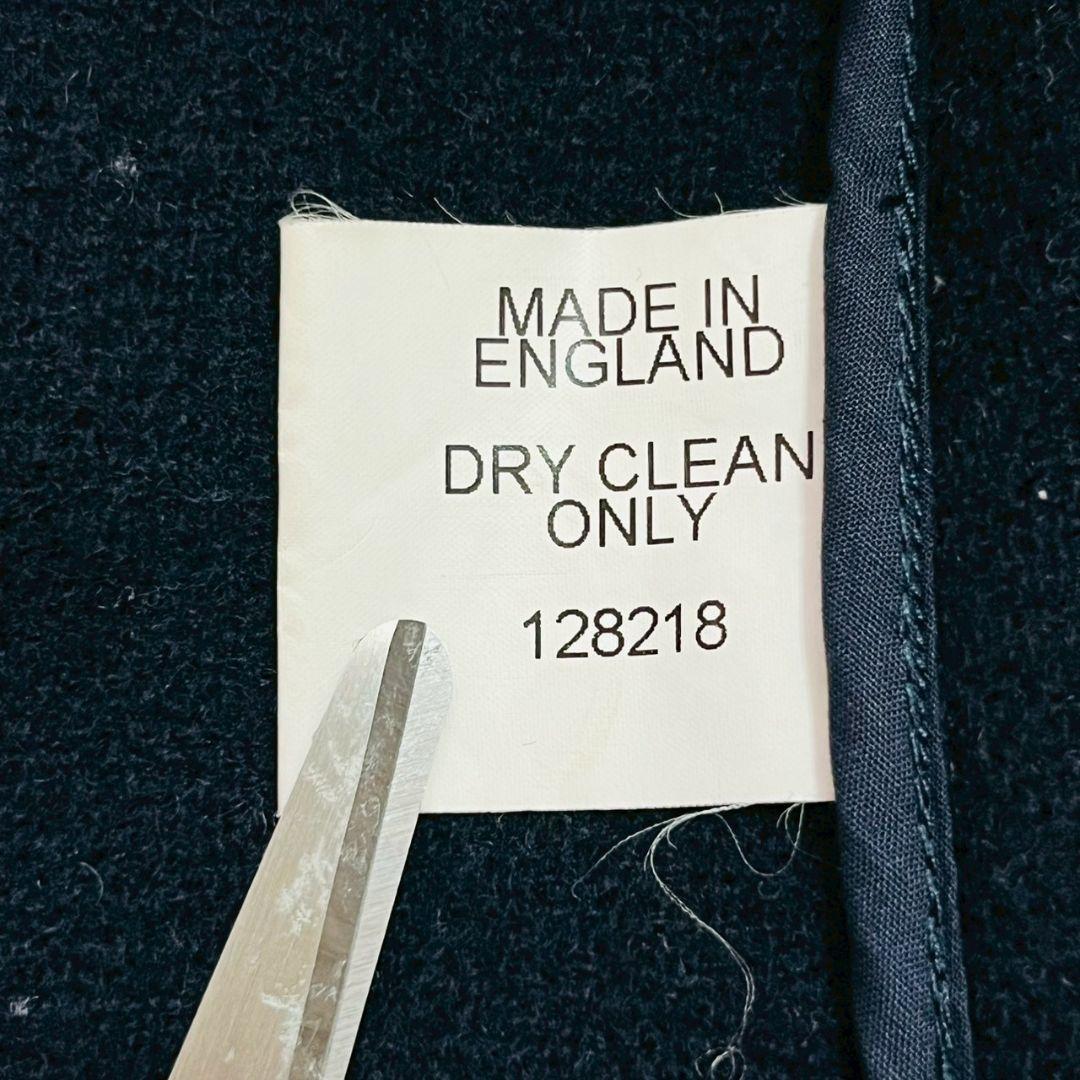 MADE IN
ENGLAND
DRY CLEAN
ONLY
128218